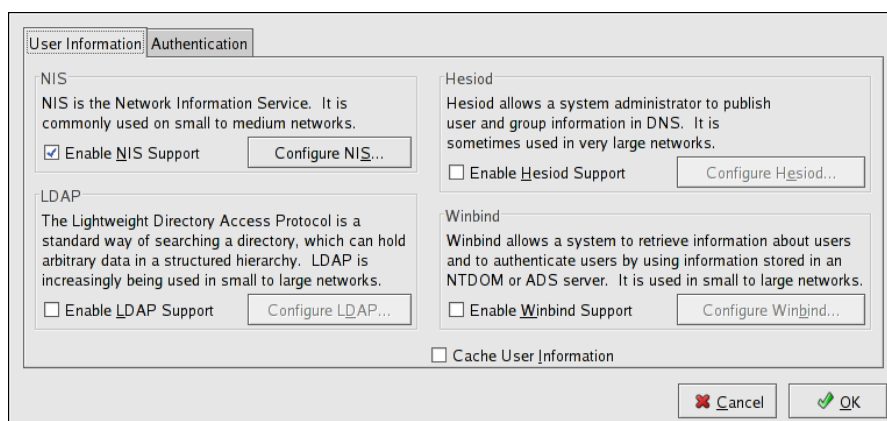 User Information
Authentication
NIS
NIS is the Network Information Service. It is
commonly used on small to medium networks.
Enable NIS Support
Configure NIS...
LDAP
The Lightweight Directory Access Protocol is a
standard way of searching a directory, which can hold
arbitrary data in a structured hierarchy. LDAP is
increasingly being used in small to large networks.
Enable LDAP Support
Configure LDAP...
Hesiod
Hesiod allows a system administrator to publish
user and group information in DNS. It is
sometimes used in very large networks.
Enable Hesiod Support
Configure Hesiod...
Winbind
Winbind allows a system to retrieve information about users
and to authenticate users by using information stored in an
NTDOM or ADS server. It is used in small to large networks.
Enable Winbind Support
Configure Winbind...
Cache User Information
Cancel
OK